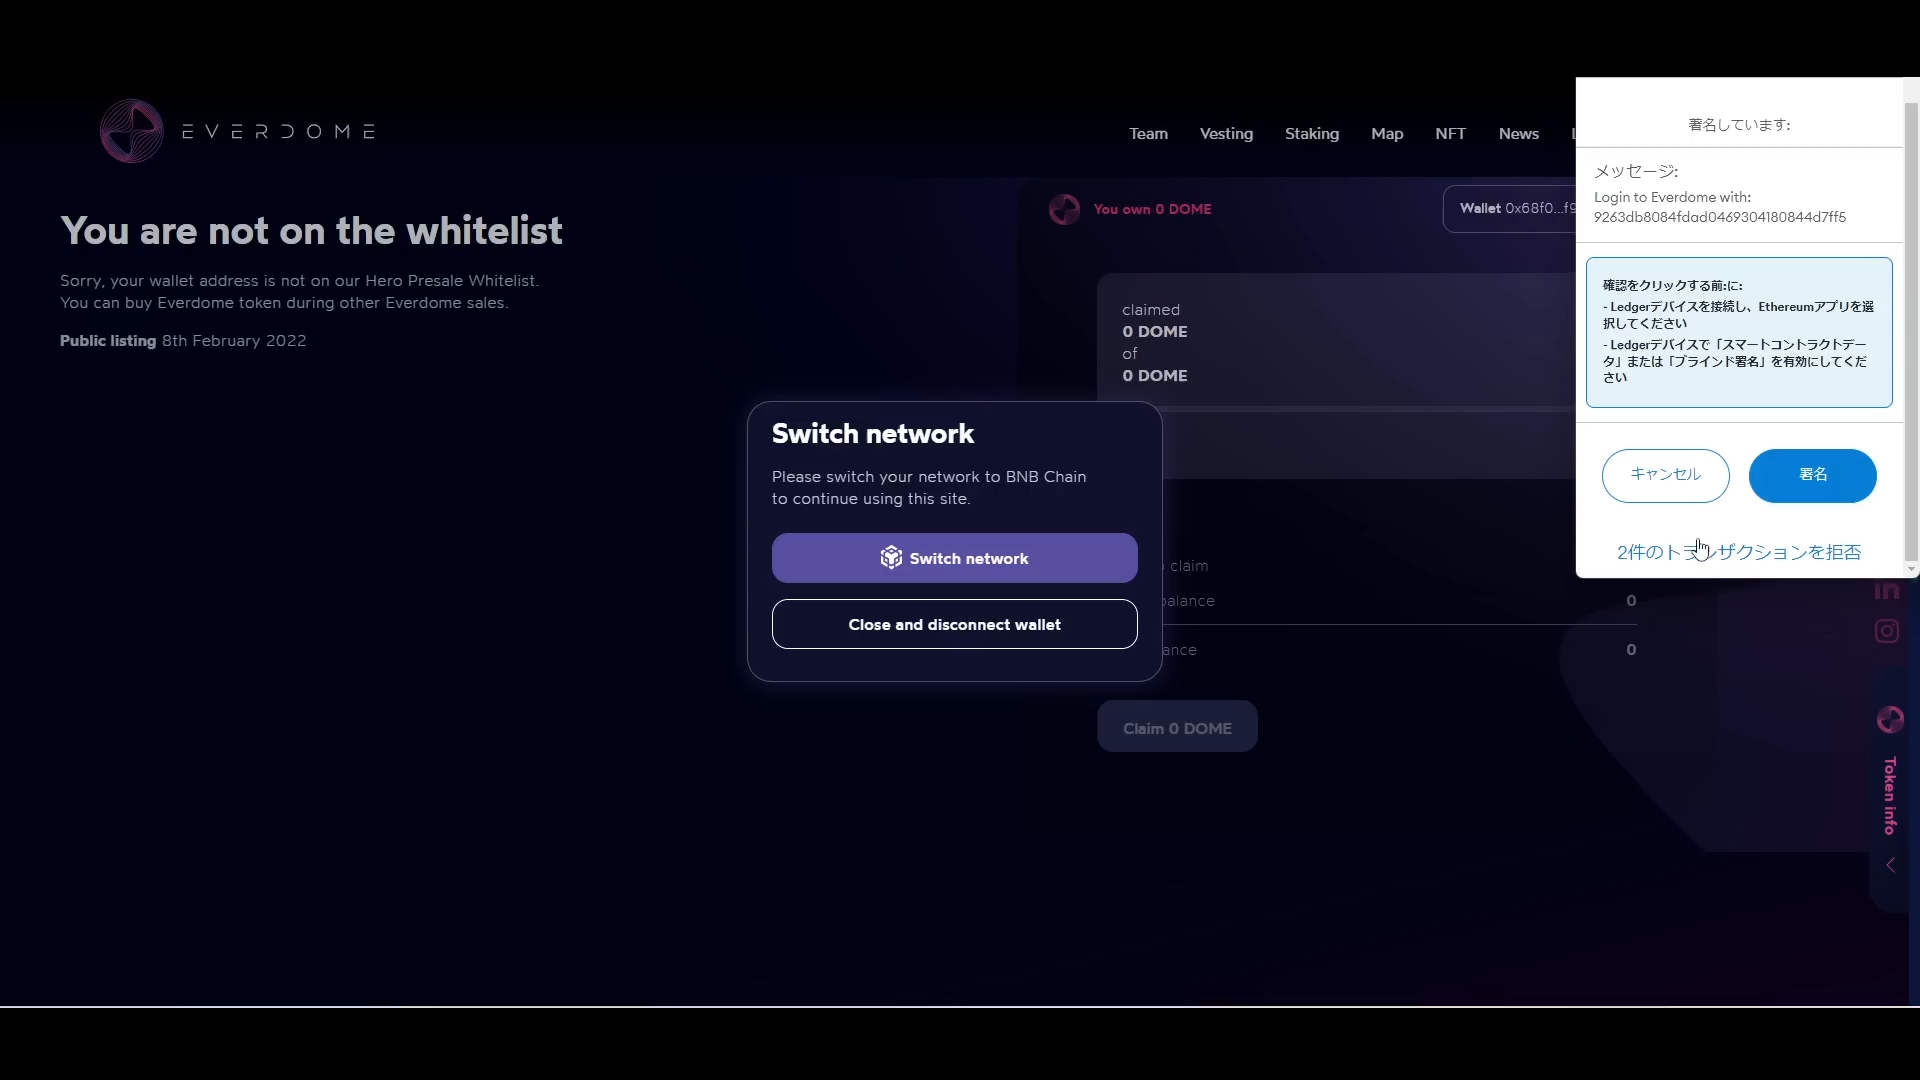 EVERDOME
Team
Vesting
Staking
Map
NFT
News
You are not on the whitelist
Sorry, your wallet address is not on our Hero Presale Whitelist.
You can buy Everdome token during other Everdome sales.
Public listing 8th February 2022
You own 0 DOME
Wallet 0x68f0...f9
claimed
0 DOME
of
0 DOME
Switch network
Please switch your network to BNB Chain
to continue using this site.
Switch network
Close and disconnect wallet
claim
balance
0
ance
0
Claim 0 DOME
著名しています:
メッセージ:
Login to Everdome with:
9263db8084fdad0469304180844d7ff5
確認をクリックする前:に:
- Ledgerデバイスを接続し、Ethereumアプリを選
択してください
- Ledgerデバイスで「スマートコントラクトデー
タ」または「ブラインド署名」を有効にしてくだ
さい
キャンセル
署名
2件のトランザクションを拒否
in
Token info